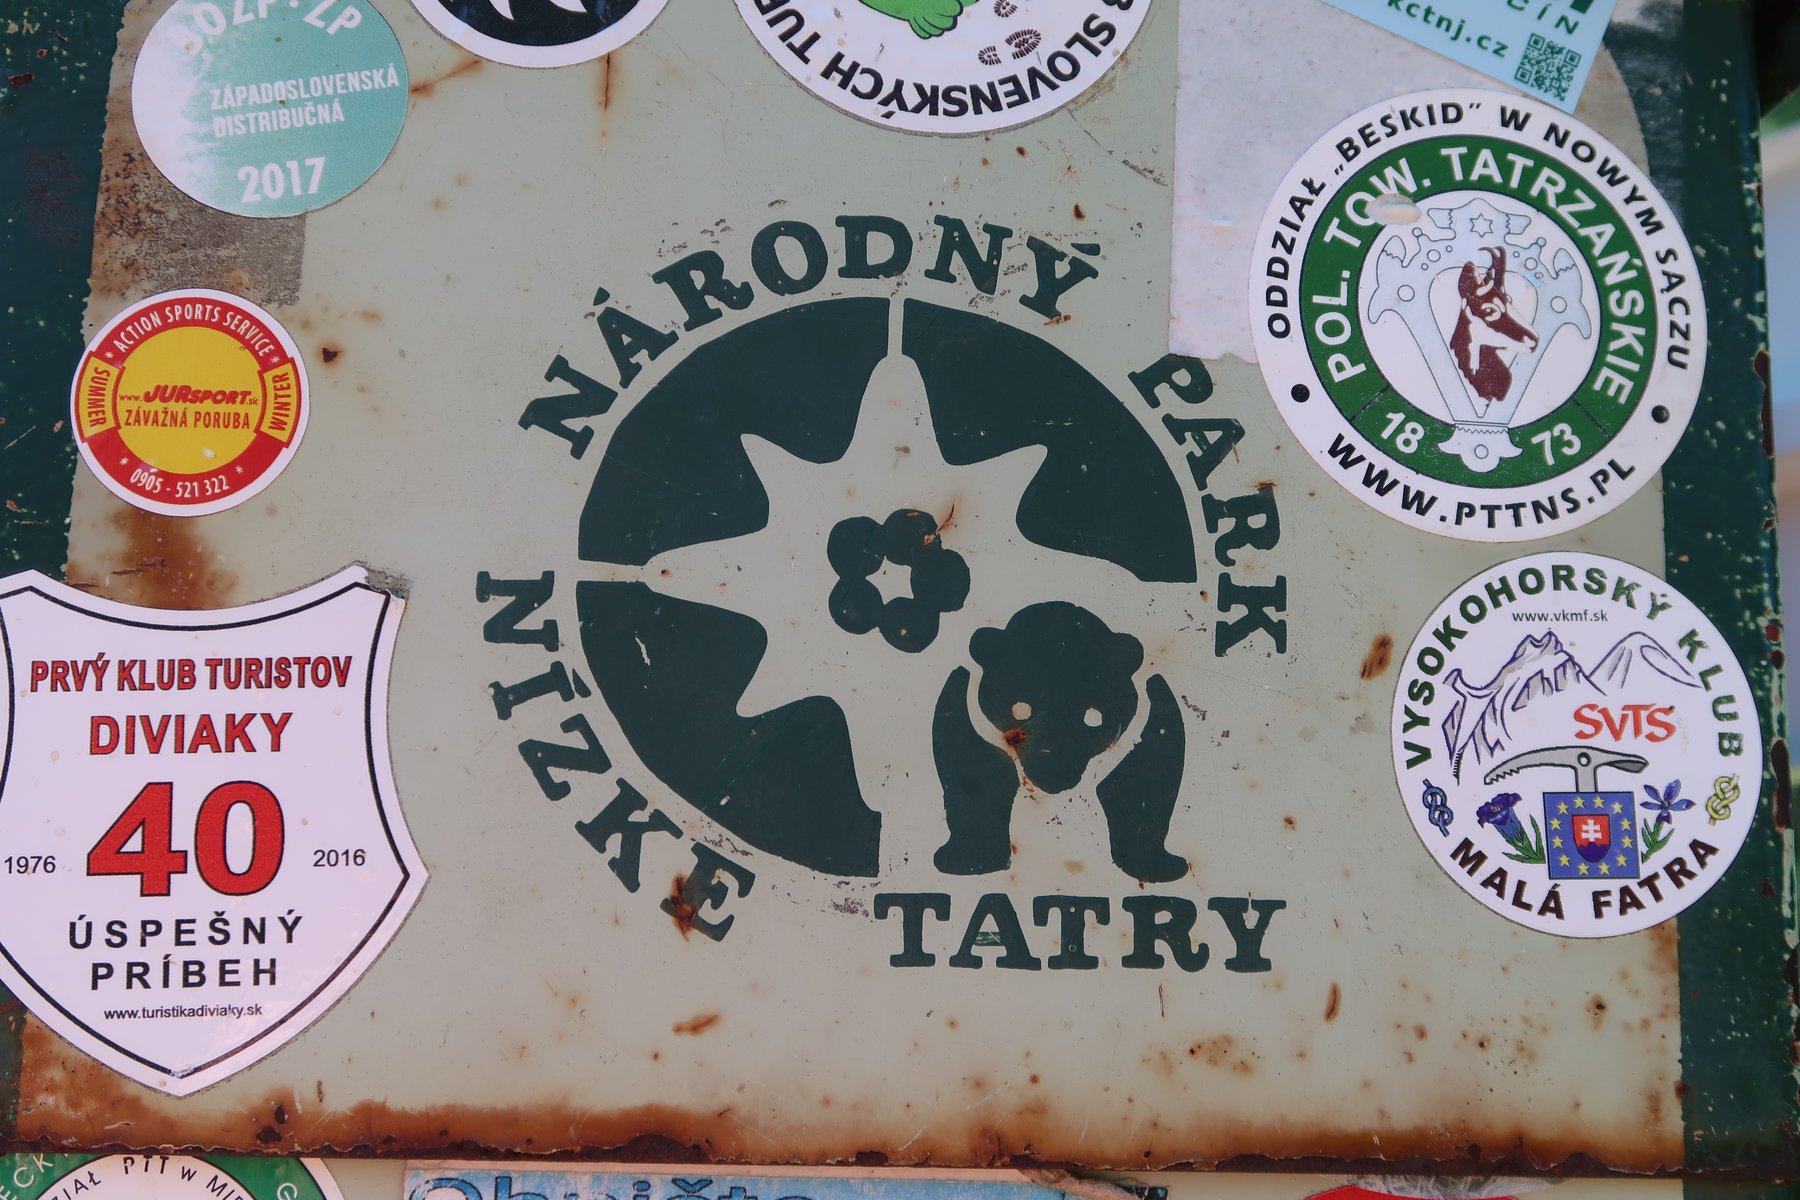 ZÁPADOSLOVENSKÁ
DISTRIBUČNÁ
2017
SLOVENSKÝCH
kctnj.cz
ODDZIAŁ „BESKID" W NOWYM SĄCZU
POL. TOW. TATRZAŃSKIE
18 73
WWW.PTTNS.PL
* ACTION SPORTS SERVICE *
SUMMER
WINTER
www.JURSPORT.sk
ZÁVAŽNÁ PORUBA
* 0905 - 521 322 *
NÁRODNÝ PARK
NÍZKE TATRY
PRVÝ KLUB TURISTOV
DIVIAKY
40
1976 2016
ÚSPEŠNÝ
PRÍBEH
www.turistikadiviaky.sk
VYSOKOHORSKÝ KLUB
www.vkmf.sk
SVTS
MALÁ FATRA
PTT W